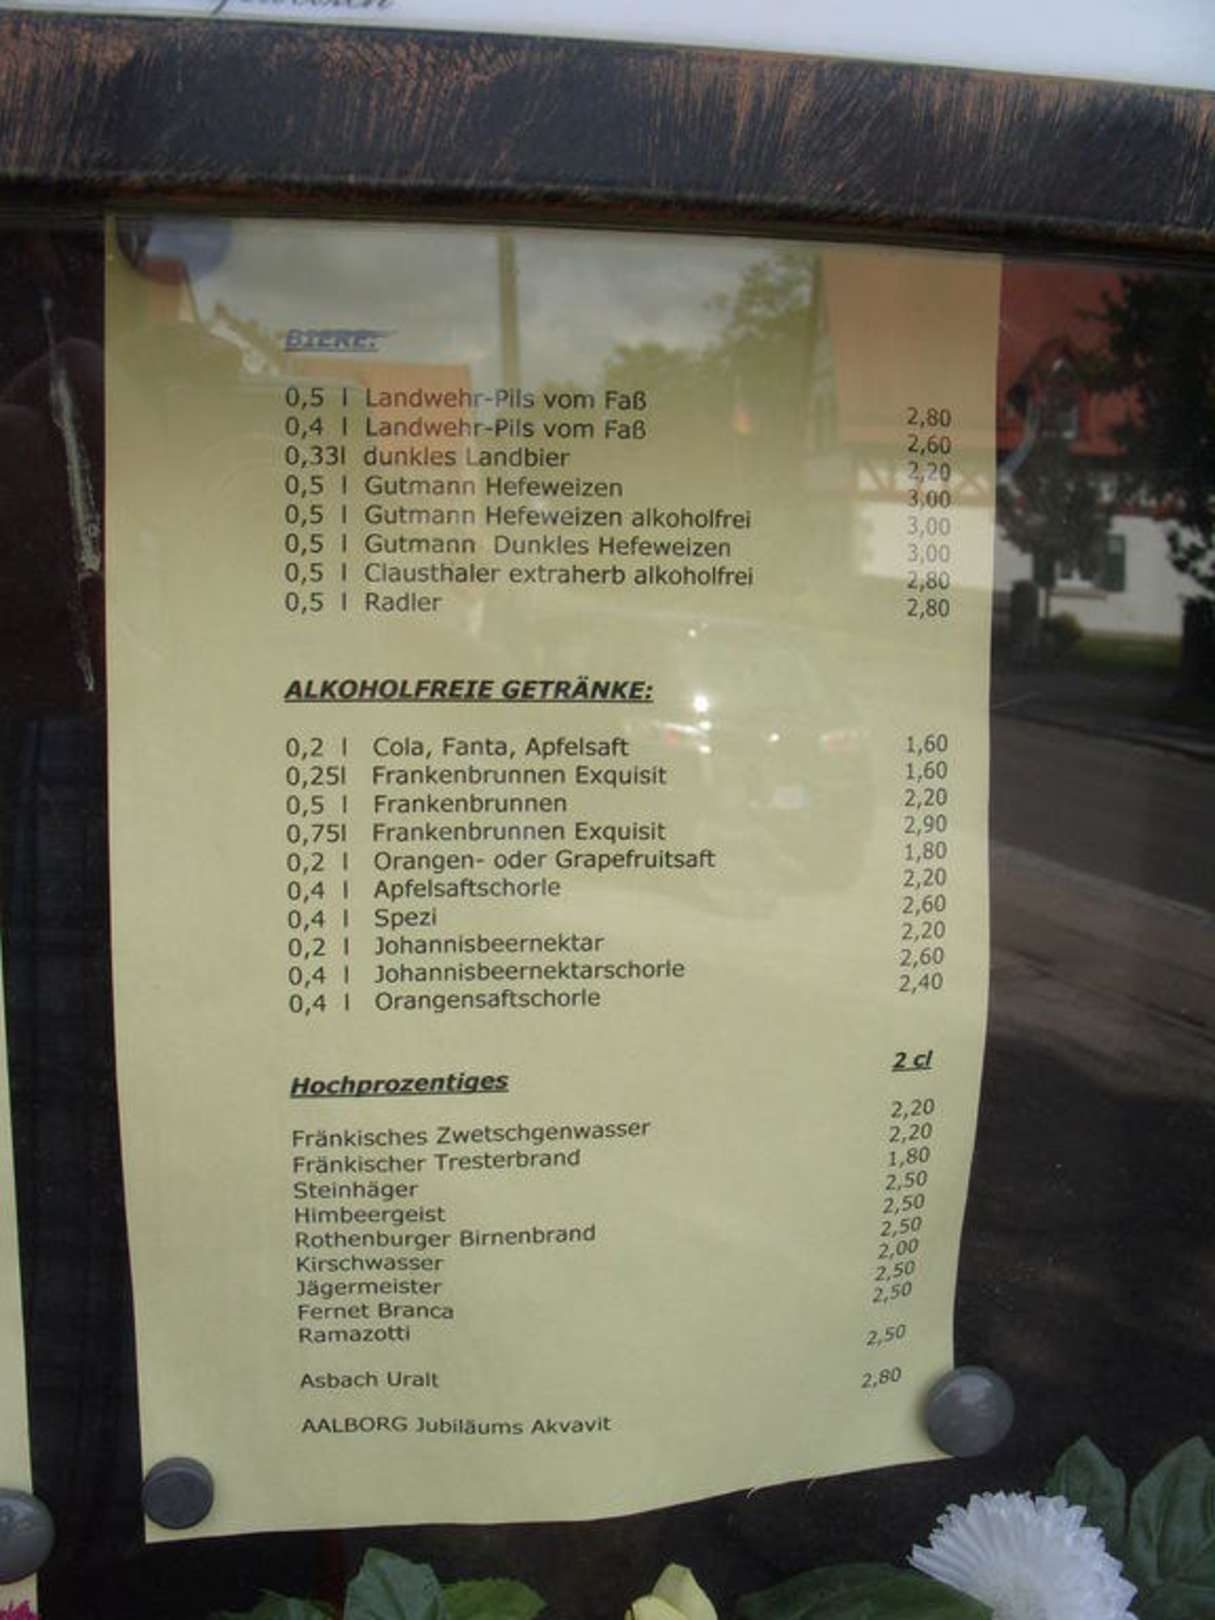 BIERE:
0,5 l Landwehr-Pils vom Faß 2,80
0,4 l Landwehr-Pils vom Faß 2,60
0,33l dunkles Landbier 2,20
0,5 l Gutmann Hefeweizen 3,00
0,5 l Gutmann Hefeweizen alkoholfrei 3,00
0,5 l Gutmann Dunkles Hefeweizen 3,00
0,5 l Clausthaler extraherb alkoholfrei 2,80
0,5 l Radler 2,80
ALKOHOLFREIE GETRÄNKE:
0,2 l Cola, Fanta, Apfelsaft 1,60
0,25l Frankenbrunnen Exquisit 1,60
0,5 l Frankenbrunnen 2,20
0,75l Frankenbrunnen Exquisit 2,90
0,2 l Orangen- oder Grapefruitsaft 1,80
0,4 l Apfelsaftschorle 2,20
0,4 l Spezi 2,60
0,2 l Johannisbeernektar 2,20
0,4 l Johannisbeernektarschorle 2,60
0,4 l Orangensaftschorle 2,40
Hochprozentiges 2 cl
Fränkisches Zwetschgenwasser 2,20
Fränkischer Tresterbrand 2,20
Steinhäger 1,80
Himbeergeist 2,50
Rothenburger Birnenbrand 2,50
Kirschwasser 2,50
Jägermeister 2,00
Fernet Branca 2,50
Ramazotti 2,50
Asbach Uralt 2,50
AALBORG Jubiläums Akvavit 2,80